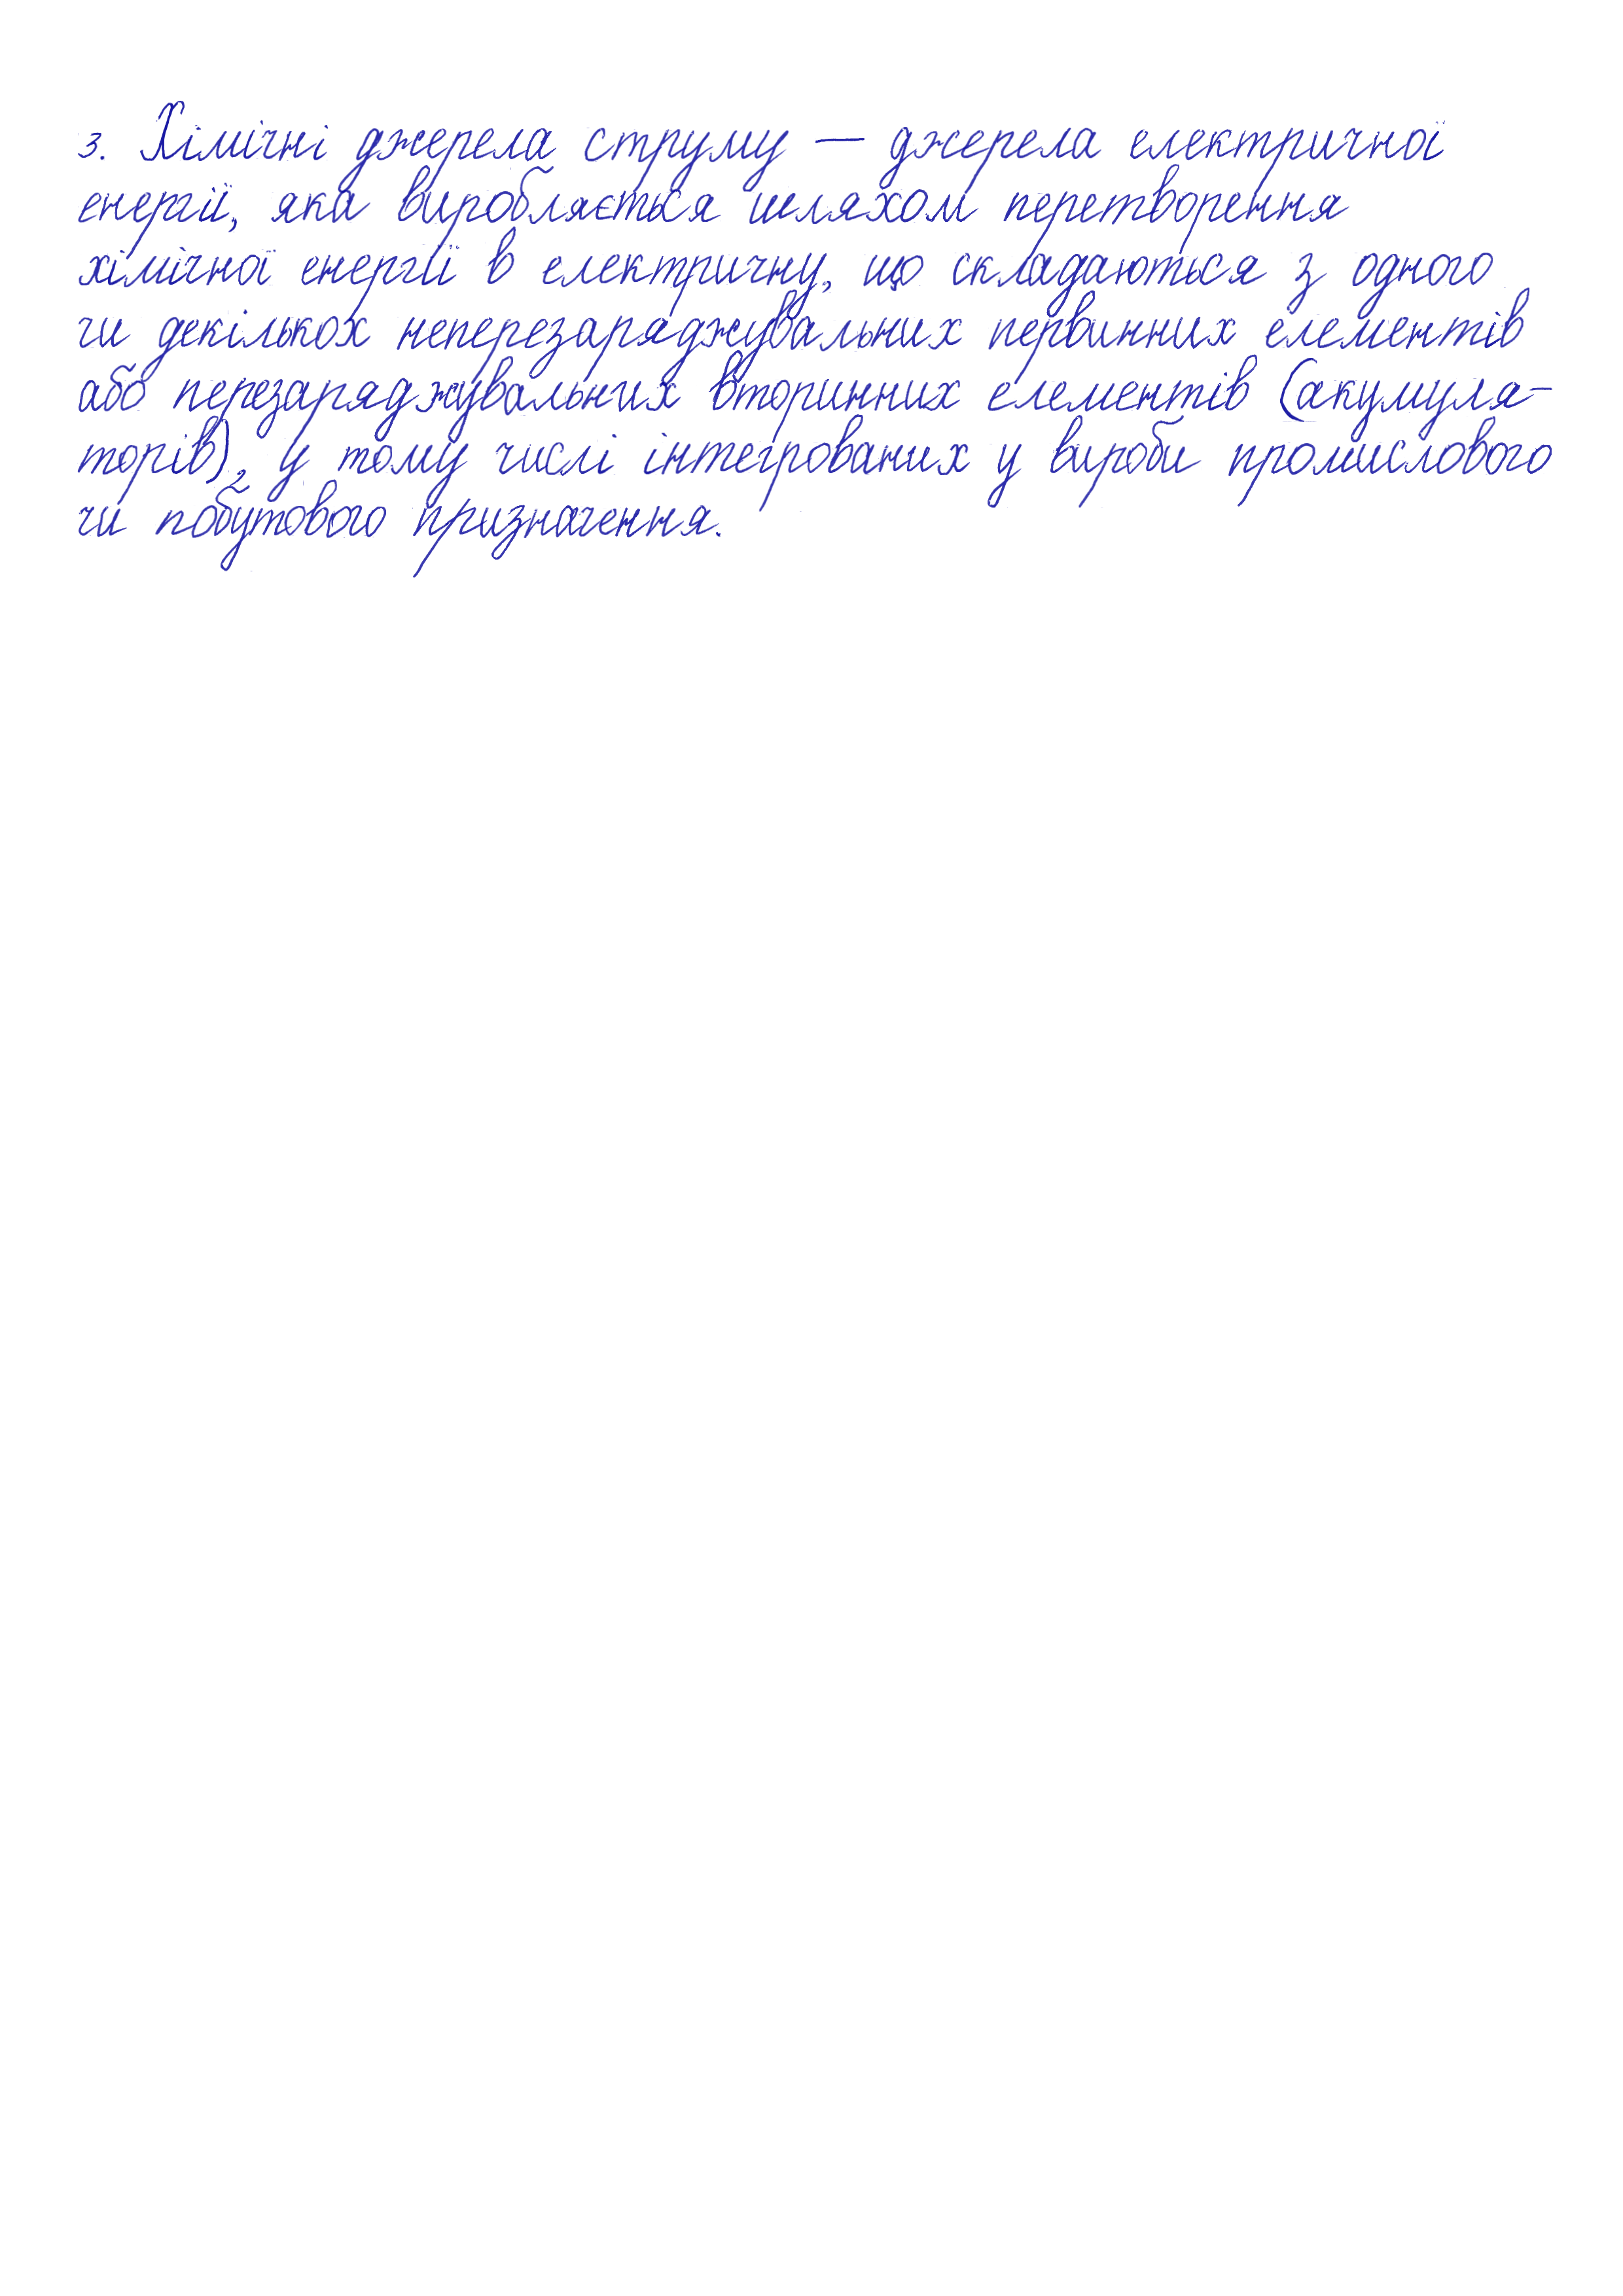 3. Хімічні джерела струму — джерела електричної
енергії, яка виробляється шляхом перетворення
хімічної енергії в електричну, що складаються з одного
чи декількох неперезаряджувальних первинних елементів
або перезаряджувальних вторинних елементів (акумуля-
торів), у тому числі інтегрованих у вироби промислового
чи побутового призначення.